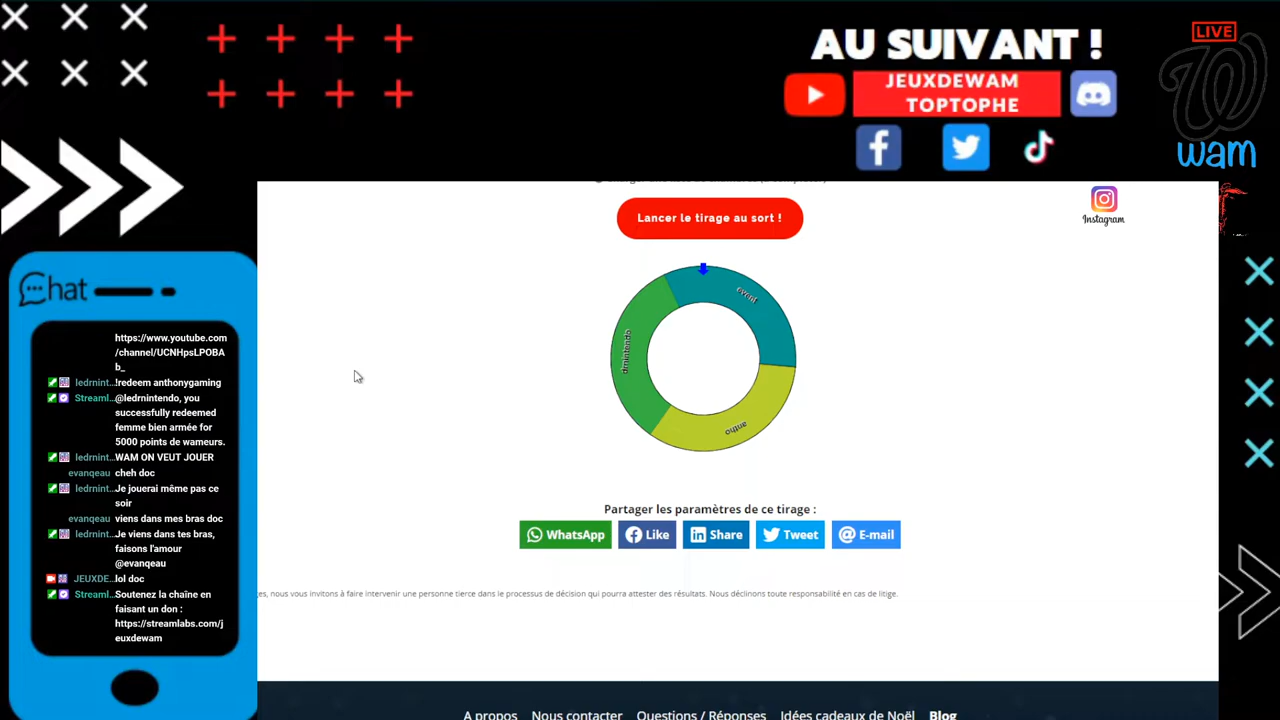 AU SUIVANT !
LIVE
JEUXDEWAM
TOPTOPHE
wam
Instagram
Lancer le tirage au sort !
event
drnintendo
antho
Chat
https://www.youtube.com
/channel/UCNHpsLPOBA
b_
ledrnint... !redeem anthonygaming
Streaml... @ledrnintendo, you
successfully redeemed
femme bien armée for
5000 points de wameurs.
ledrnint... WAM ON VEUT JOUER
evanqeau cheh doc
ledrnint... Je jouerai même pas ce
soir
evanqeau viens dans mes bras doc
ledrnint... Je viens dans tes bras,
faisons l'amour
@evanqeau
JEUXDE... lol doc
Streaml... Soutenez la chaîne en
faisant un don :
https://streamlabs.com/j
euxdewam
Partager les paramètres de ce tirage :
WhatsApp Like Share Tweet E-mail
nous vous invitons à faire intervenir une personne tierce dans le processus de décision qui pourra attester des résultats. Nous déclinons toute responsabilité en cas de litige.
A propos Nous contacter Questions / Réponses Idées cadeaux de Noël Blog